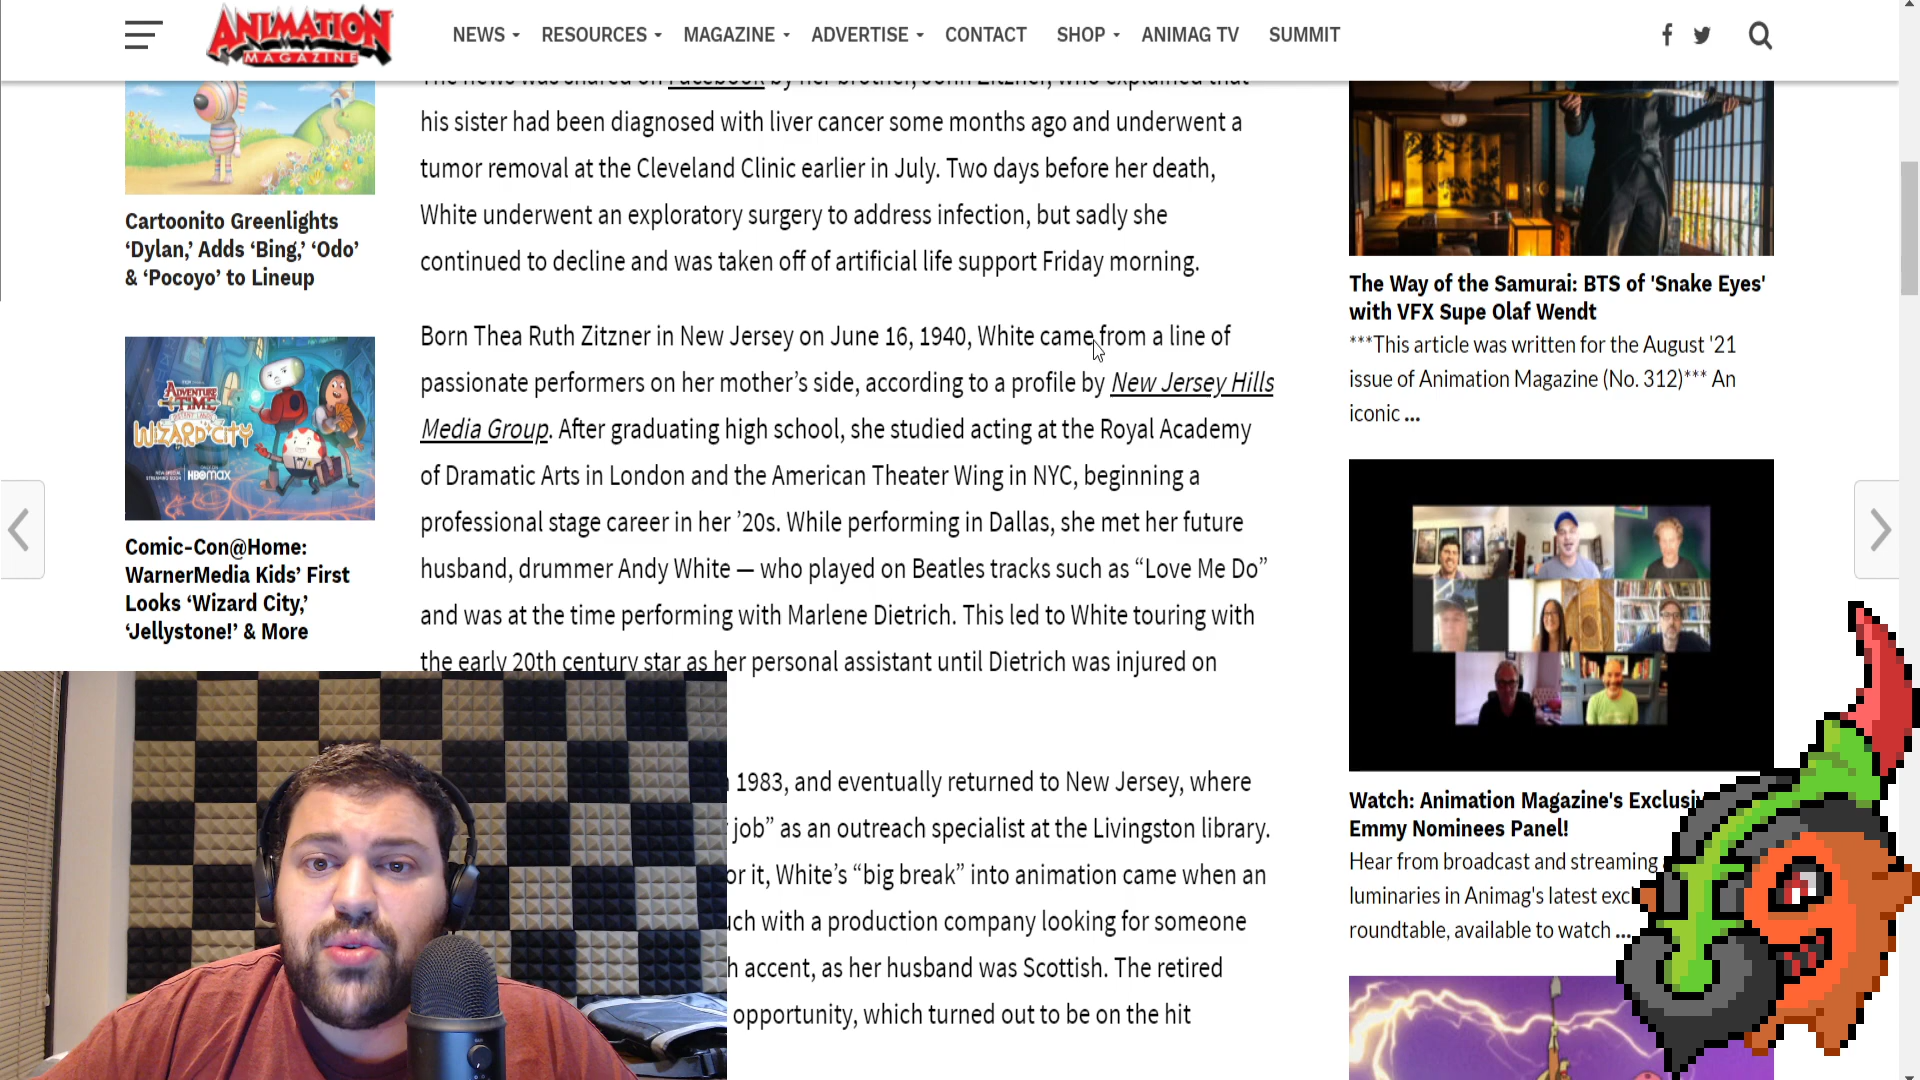 ANIMATION
MAGAZINE
NEWS
RESOURCES
MAGAZINE
ADVERTISE
CONTACT
SHOP
ANIMAG TV
SUMMIT
Cartoonito Greenlights
‘Dylan,’ Adds ‘Bing,’ ‘Odo’
& ‘Pocoyo’ to Lineup
ADVENTURE
TIME
DISTANT LANDS
WIZARD CITY
HBOMAX
Comic-Con@Home:
WarnerMedia Kids’ First
Looks ‘Wizard City,’
‘Jellystone!’ & More
The news was shared on Facebook by her brother, John Zitzner, who explained that
his sister had been diagnosed with liver cancer some months ago and underwent a
tumor removal at the Cleveland Clinic earlier in July. Two days before her death,
White underwent an exploratory surgery to address infection, but sadly she
continued to decline and was taken off of artificial life support Friday morning.
Born Thea Ruth Zitzner in New Jersey on June 16, 1940, White came from a line of
passionate performers on her mother’s side, according to a profile by New Jersey Hills
Media Group. After graduating high school, she studied acting at the Royal Academy
of Dramatic Arts in London and the American Theater Wing in NYC, beginning a
professional stage career in her ’20s. While performing in Dallas, she met her future
husband, drummer Andy White — who played on Beatles tracks such as “Love Me Do”
and was at the time performing with Marlene Dietrich. This led to White touring with
the early 20th century star as her personal assistant until Dietrich was injured on
1983, and eventually returned to New Jersey, where
job” as an outreach specialist at the Livingston library.
or it, White’s “big break” into animation came when an
with a production company looking for someone
accent, as her husband was Scottish. The retired
opportunity, which turned out to be on the hit
The Way of the Samurai: BTS of 'Snake Eyes'
with VFX Supe Olaf Wendt
***This article was written for the August '21
issue of Animation Magazine (No. 312)*** An
iconic ...
Watch: Animation Magazine's
Emmy Nominees Panel!
Hear from broadcast and streaming
luminaries in Animag's latest
roundtable, available to watch ...